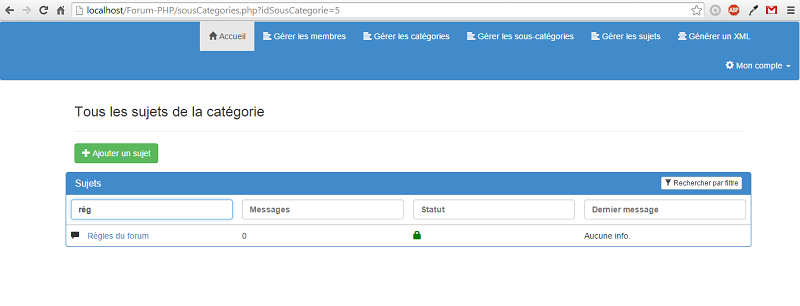 localhost/Forum-PHP/sousCategories.php?idSousCategorie=5
ABP
Accueil Gérer les membres Gérer les catégories Gérer les sous-catégories Gérer les sujets Générer un XML
Mon compte
Tous les sujets de la catégorie
Ajouter un sujet
Sujets Rechercher par filtre
règ Messages Statut Dernier message
Règles du forum 0 Aucune info.